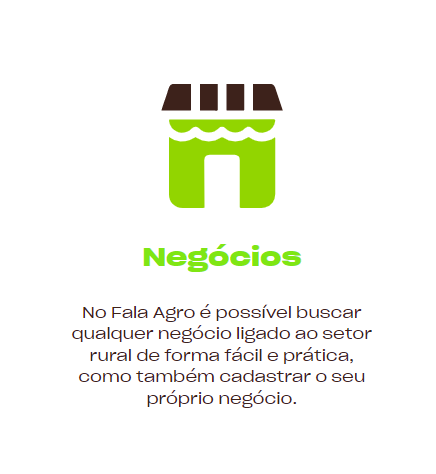 Negócios
No Fala Agro é possível buscar
qualquer negócio ligado ao setor
rural de forma fácil e prática,
como também cadastrar o seu
próprio negócio.